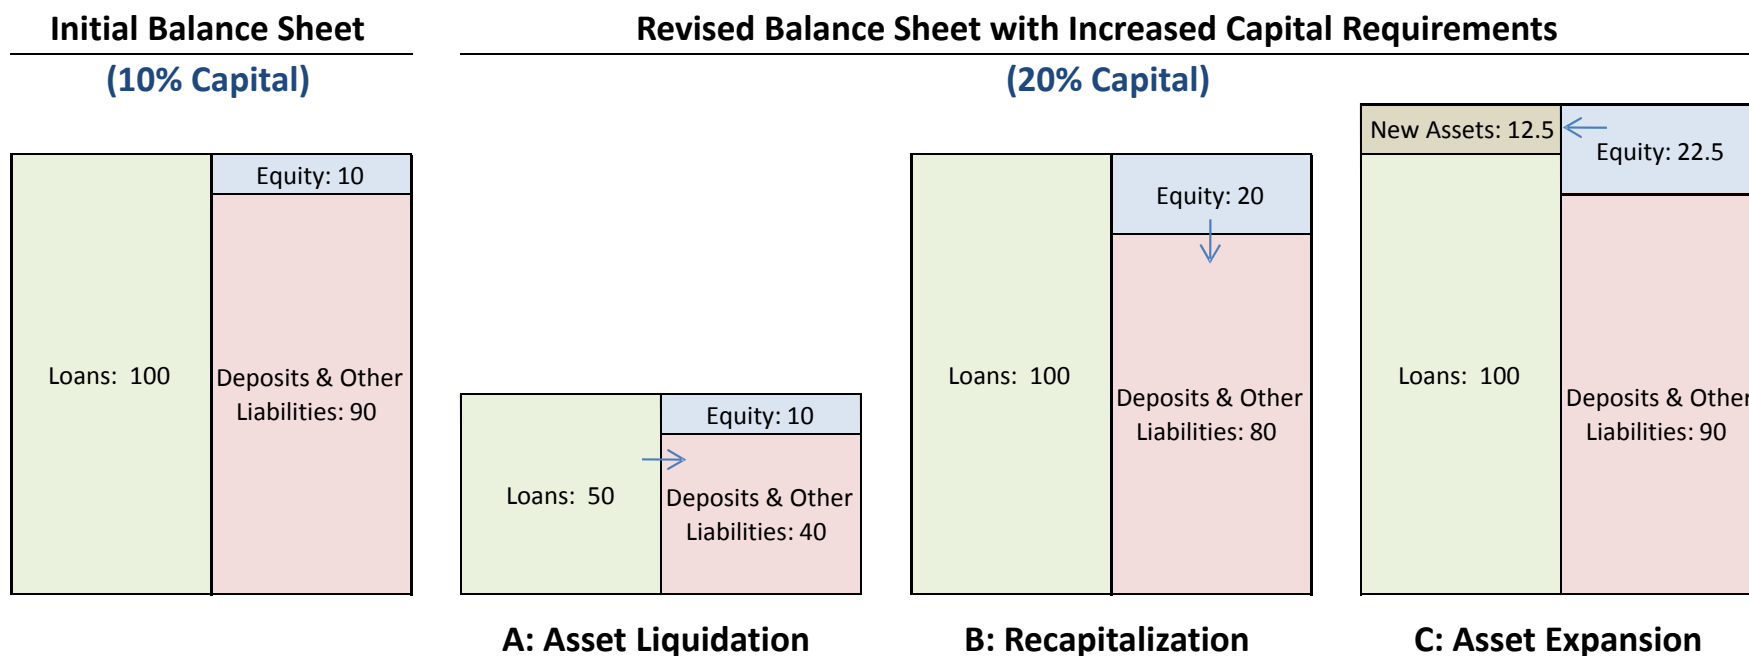 Initial Balance Sheet
(10% Capital)
Equity: 10
Loans: 100
Deposits & Other
Liabilities: 90
Revised Balance Sheet with Increased Capital Requirements
(20% Capital)
Equity: 10
Loans: 50
Deposits & Other
Liabilities: 40
A: Asset Liquidation
Equity: 20
Loans: 100
Deposits & Other
Liabilities: 80
B: Recapitalization
New Assets: 12.5
Equity: 22.5
Loans: 100
Deposits & Other
Liabilities: 90
C: Asset Expansion